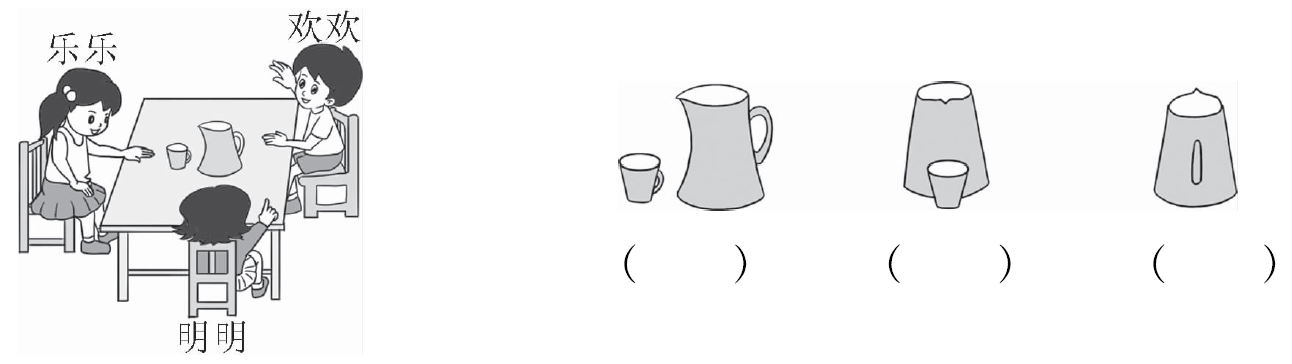 欢欢
乐乐
明明
（　　）（　　）（　　）